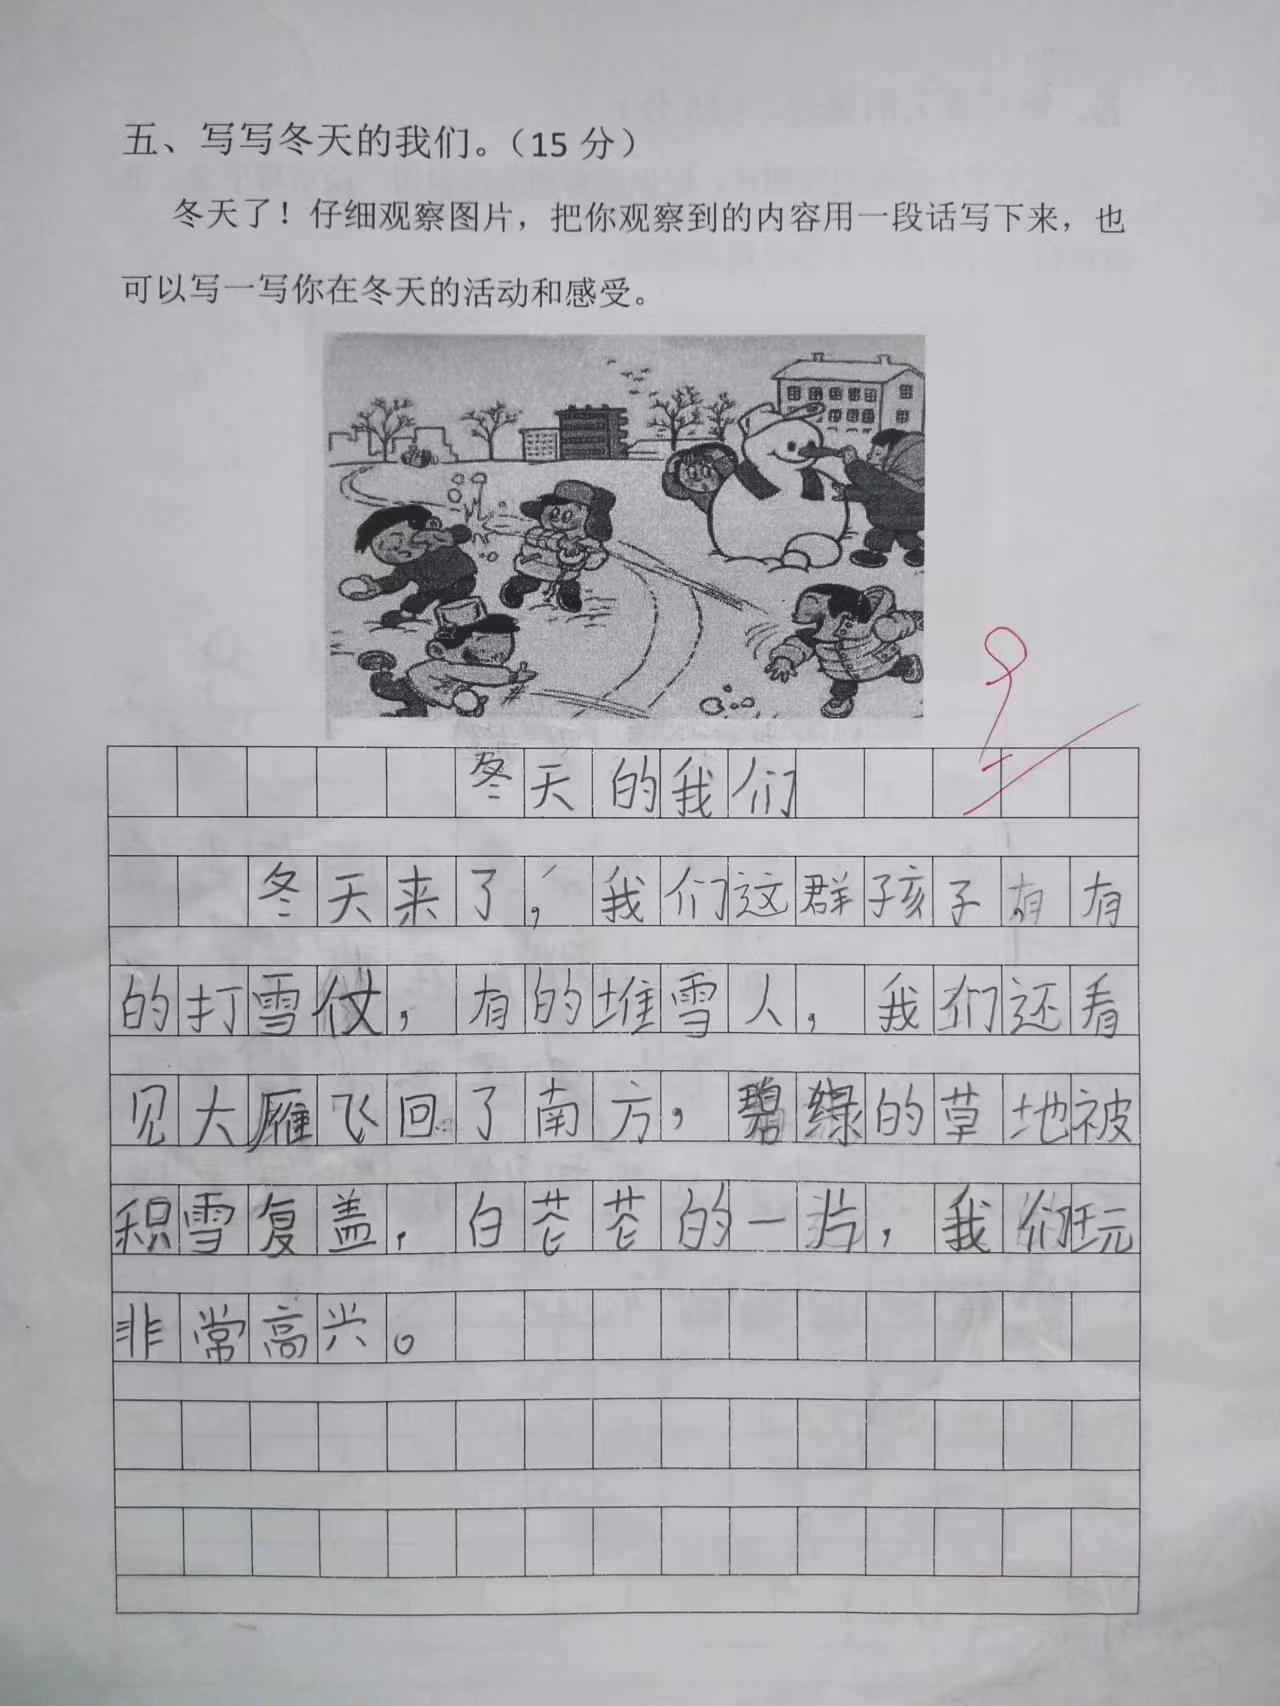 五、写写冬天的我们。（15 分）
冬天了！仔细观察图片，把你观察到的内容用一段话写下来，也
可以写一写你在冬天的活动和感受。
冬天的我们
冬天来了，我们这群孩子有有
的打雪仗，有的堆雪人，我们还看
见大雁飞回了南方，碧绿的草地被
积雪复盖，白芒芒的一片，我们玩
非常高兴。